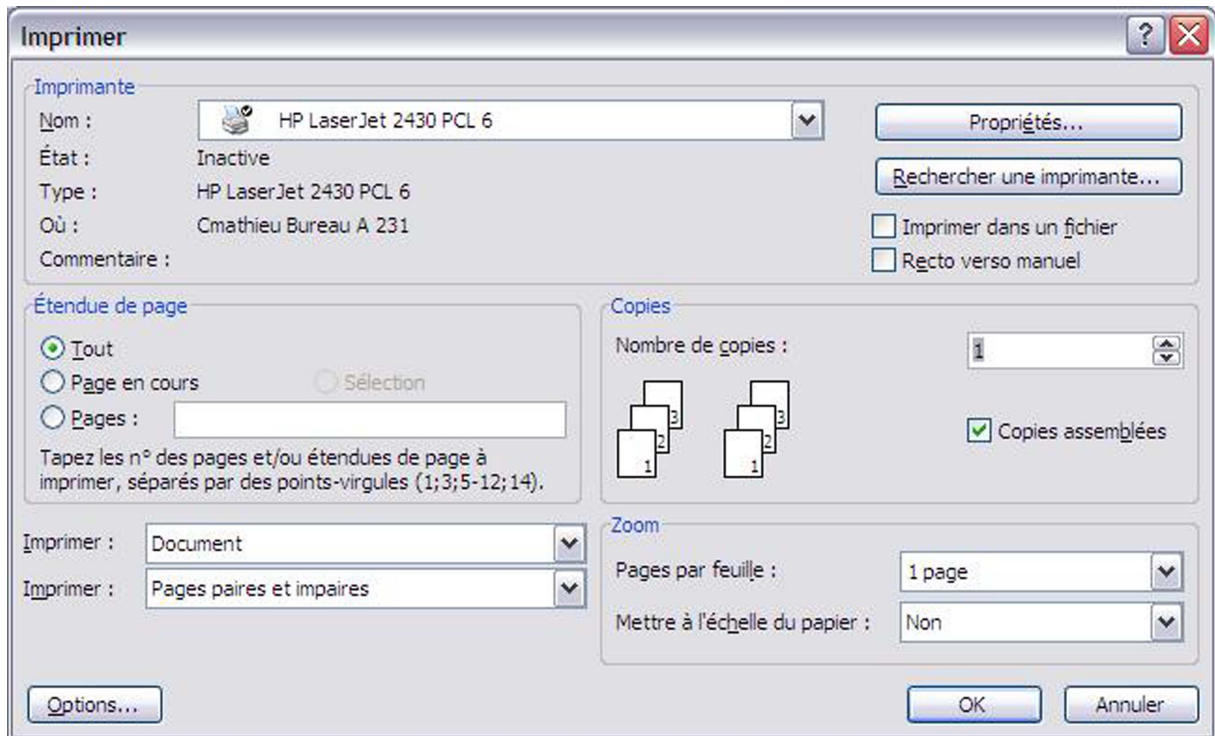 Imprimer
Imprimante
Nom : HP LaserJet 2430 PCL 6 Propriétés...
État : Inactive
Type : HP LaserJet 2430 PCL 6 Rechercher une imprimante...
Où : Cmathieu Bureau A 231 Imprimer dans un fichier
Commentaire : Recto verso manuel
Étendue de page
Tout
Page en cours Sélection
Pages :
Tapez les n° des pages et/ou étendues de page à
imprimer, séparés par des points-virgules (1;3;5-12;14).
Copies
Nombre de copies : 1
3 3
2 2
1 1
Copies assemblées
Imprimer : Document
Imprimer : Pages paires et impaires
Zoom
Pages par feuille : 1 page
Mettre à l'échelle du papier : Non
Options... OK Annuler